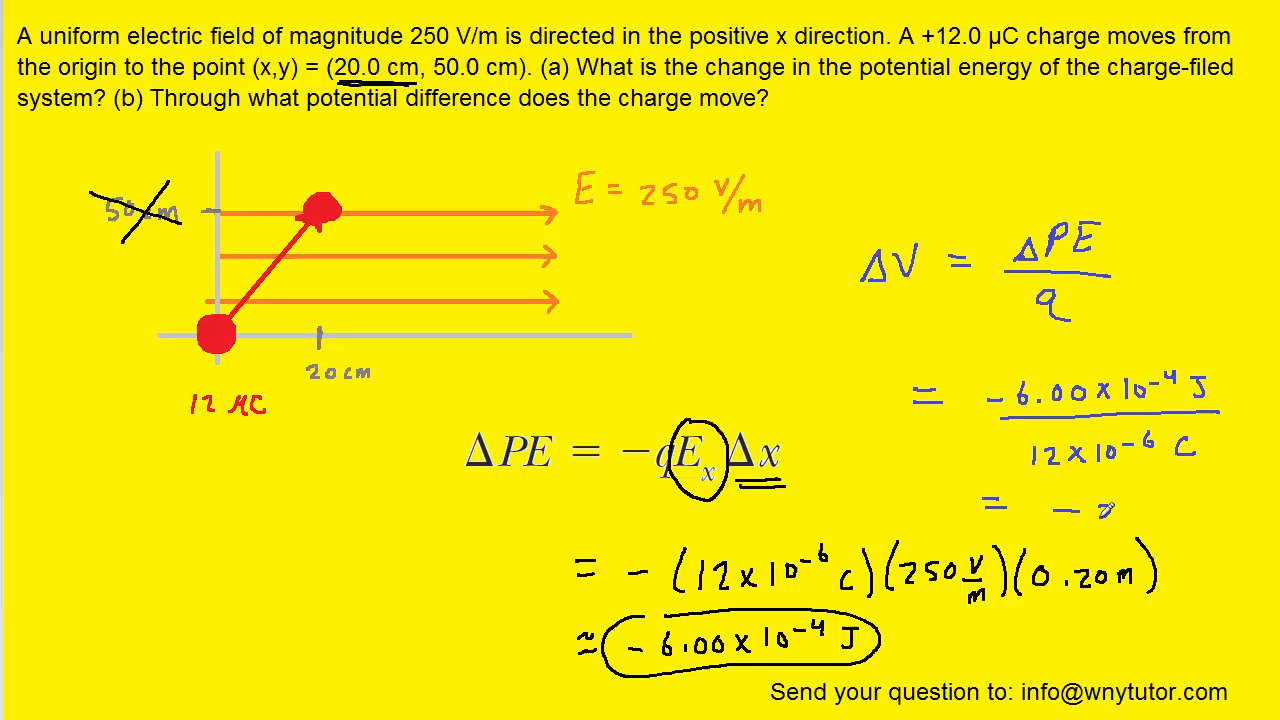 A uniform electric field of magnitude 250 V/m is directed in the positive x direction. A +12.0 µC charge moves from
the origin to the point (x,y) = (20.0 cm, 50.0 cm). (a) What is the change in the potential energy of the charge-filed
system? (b) Through what potential difference does the charge move?
E = 250 V/m
50 cm
20 cm
12 µC
ΔV = ΔPE / q
= -6.00 x 10⁻⁴ J / 12 x 10⁻⁶ C
= -
ΔPE = −qEₓ Δx
= - (12 x 10⁻⁶ C)(250 V/m)(0.20 m)
≈ - 6.00 x 10⁻⁴ J
Send your question to: info@wnytutor.com